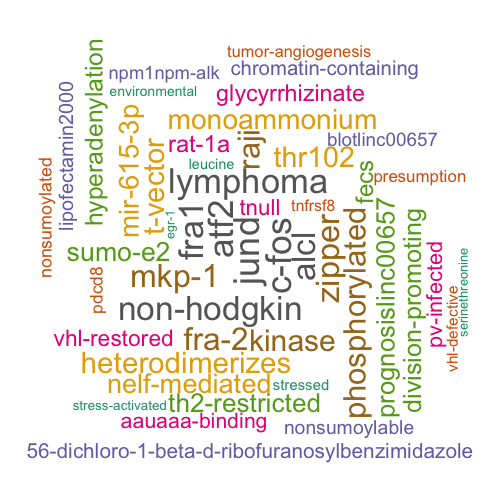 tumor-angiogenesis
npm1npm-alk
chromatin-containing
environmental
glycyrrhizinate
hyperadenylation
lipofectamin2000
nonsumoylated
mir-615-3p
t-vector
monoammonium
rat-1a
raji
blotlinc00657
thr102
leucine
fecs
presumption
lymphoma
egr-1
fra1
atf2
tnull
tnfrsf8
jund
c-fos
alcl
zipper
phosphorylated
prognosislinc00657
division-promoting
pv-infected
vhl-defective
serinethreonine
sumo-e2
mkp-1
pdcd8
non-hodgkin
vhl-restored
fra-2
kinase
heterodimerizes
nelf-mediated
stressed
stress-activated
th2-restricted
aauaaa-binding
nonsumoylable
56-dichloro-1-beta-d-ribofuranosylbenzimidazole